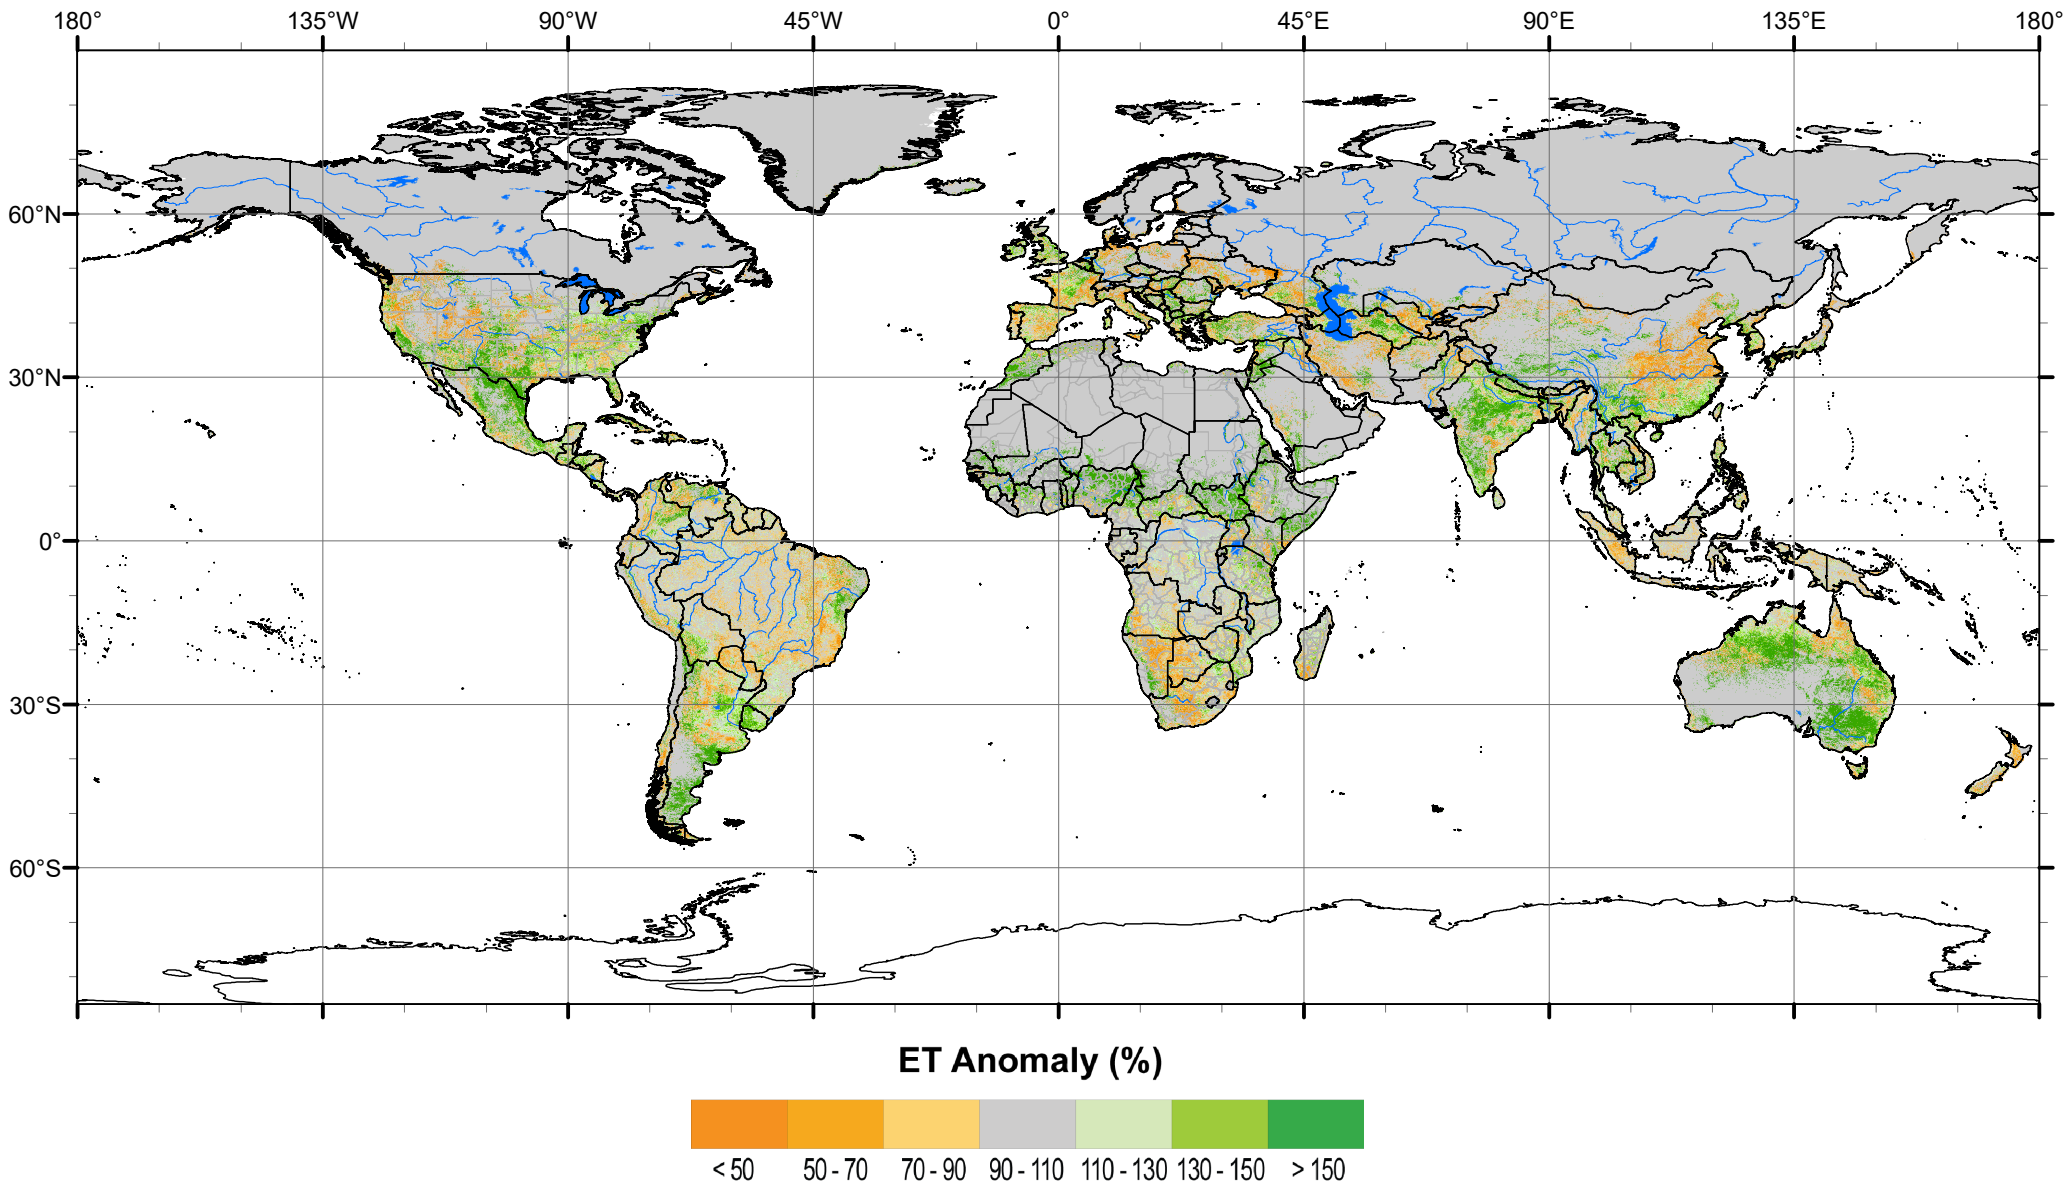 180° 135°W 90°W 45°W 0° 45°E 90°E 135°E 180°
60°N
30°N
0°
30°S
60°S
ET Anomaly (%)
< 50 50 - 70 70 - 90 90 - 110 110 - 130 130 - 150 > 150